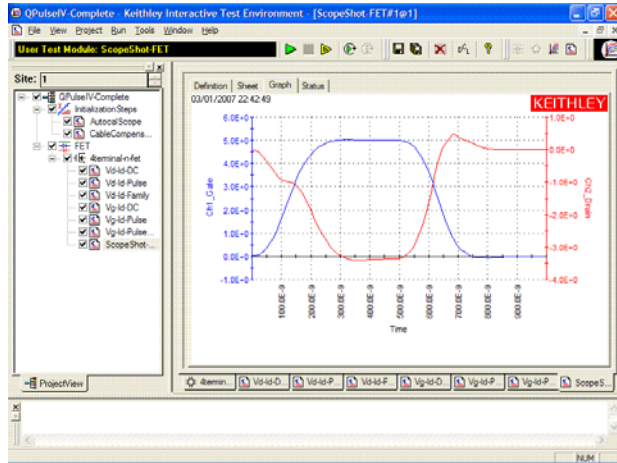 QPulseIV-Complete - Keithley Interactive Test Environment - [ScopeShot-FET#1@1]
File View Project Run Tools Window Help
User Test Module: ScopeShot-FET
Site: 1
QPulseIV-Complete
InitializationSteps
AutocalScope
CableCompens...
FET
4terminal-n-fet
Vd-Id-DC
Vd-Id-Pulse
Vd-Id-Family
Vg-Id-DC
Vg-Id-Pulse
Vg-Id-Pulse...
ScopeShot-...
ProjectView
Definition Sheet Graph Status
03/01/2007 22:42:49
KEITHLEY
6.0E+0
5.0E+0
4.0E+0
3.0E+0
2.0E+0
1.0E+0
0.0E+0
-1.0E+0
Ch1_Gate
1.0E+0
0.0E+0
-1.0E+0
-2.0E+0
-3.0E+0
-4.0E+0
Ch2_Drain
100.0E-9 200.0E-9 300.0E-9 400.0E-9 500.0E-9 600.0E-9 700.0E-9 800.0E-9 900.0E-9
Time
4termin... Vd-Id-D... Vd-Id-P... Vd-Id-F... Vg-Id-D... Vg-Id-P... Vg-Id-P... ScopeS...
NUM